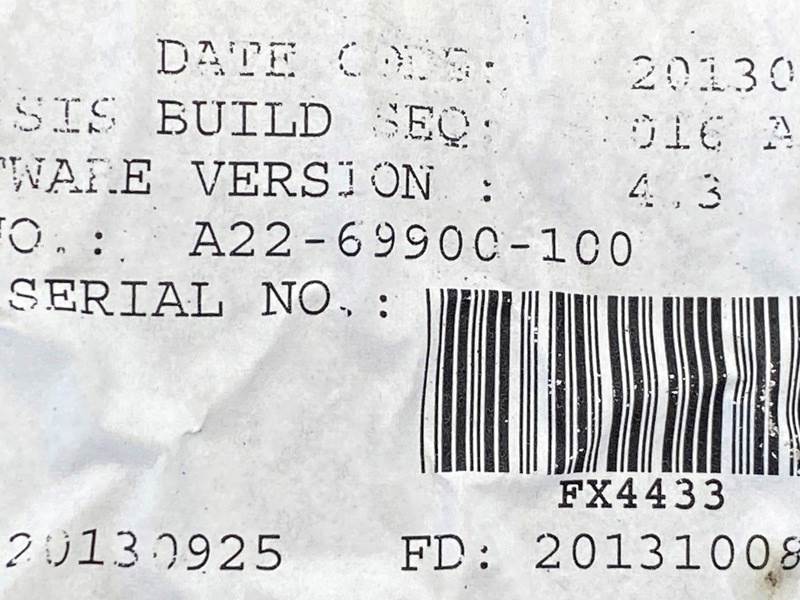 DATE CODE: 20130
SIS BUILD SEQ: 016 A
TWARE VERSION : 4.3
NO.: A22-69900-100
SERIAL NO.:
FX4433
20130925 FD: 20131008